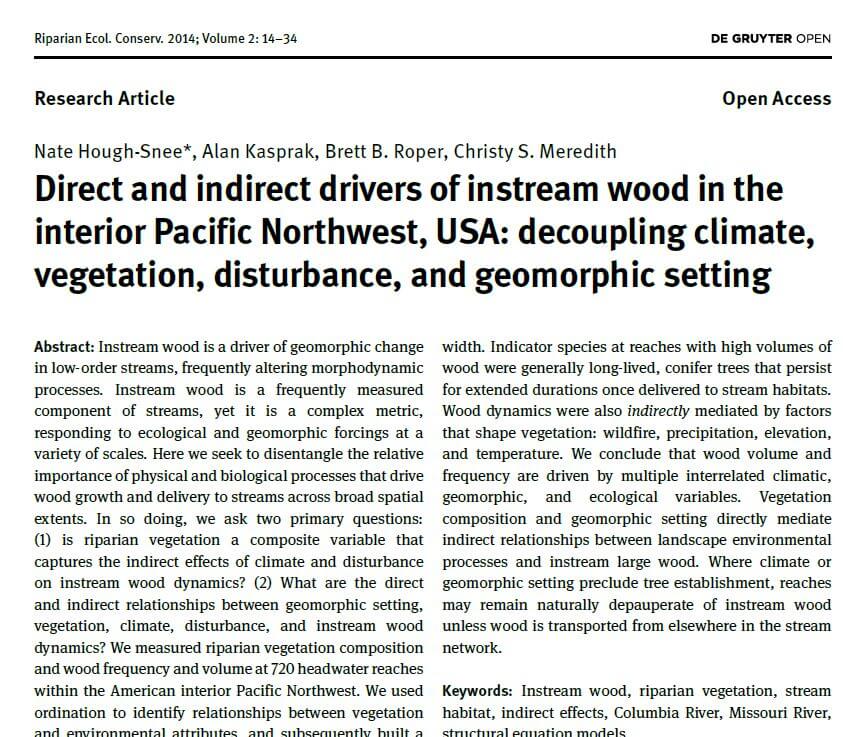 Riparian Ecol. Conserv. 2014; Volume 2: 14–34
DE GRUYTER OPEN
Research Article
Open Access
Nate Hough-Snee*, Alan Kasprak, Brett B. Roper, Christy S. Meredith
Direct and indirect drivers of instream wood in the
interior Pacific Northwest, USA: decoupling climate,
vegetation, disturbance, and geomorphic setting
Abstract: Instream wood is a driver of geomorphic change
in low-order streams, frequently altering morphodynamic
processes. Instream wood is a frequently measured
component of streams, yet it is a complex metric,
responding to ecological and geomorphic forcings at a
variety of scales. Here we seek to disentangle the relative
importance of physical and biological processes that drive
wood growth and delivery to streams across broad spatial
extents. In so doing, we ask two primary questions:
(1) is riparian vegetation a composite variable that
captures the indirect effects of climate and disturbance
on instream wood dynamics? (2) What are the direct
and indirect relationships between geomorphic setting,
vegetation, climate, disturbance, and instream wood
dynamics? We measured riparian vegetation composition
and wood frequency and volume at 720 headwater reaches
within the American interior Pacific Northwest. We used
ordination to identify relationships between vegetation
and environmental attributes, and subsequently built a
width. Indicator species at reaches with high volumes of
wood were generally long-lived, conifer trees that persist
for extended durations once delivered to stream habitats.
Wood dynamics were also indirectly mediated by factors
that shape vegetation: wildfire, precipitation, elevation,
and temperature. We conclude that wood volume and
frequency are driven by multiple interrelated climatic,
geomorphic, and ecological variables. Vegetation
composition and geomorphic setting directly mediate
indirect relationships between landscape environmental
processes and instream large wood. Where climate or
geomorphic setting preclude tree establishment, reaches
may remain naturally depauperate of instream wood
unless wood is transported from elsewhere in the stream
network.
Keywords: Instream wood, riparian vegetation, stream
habitat, indirect effects, Columbia River, Missouri River,
structural equation models